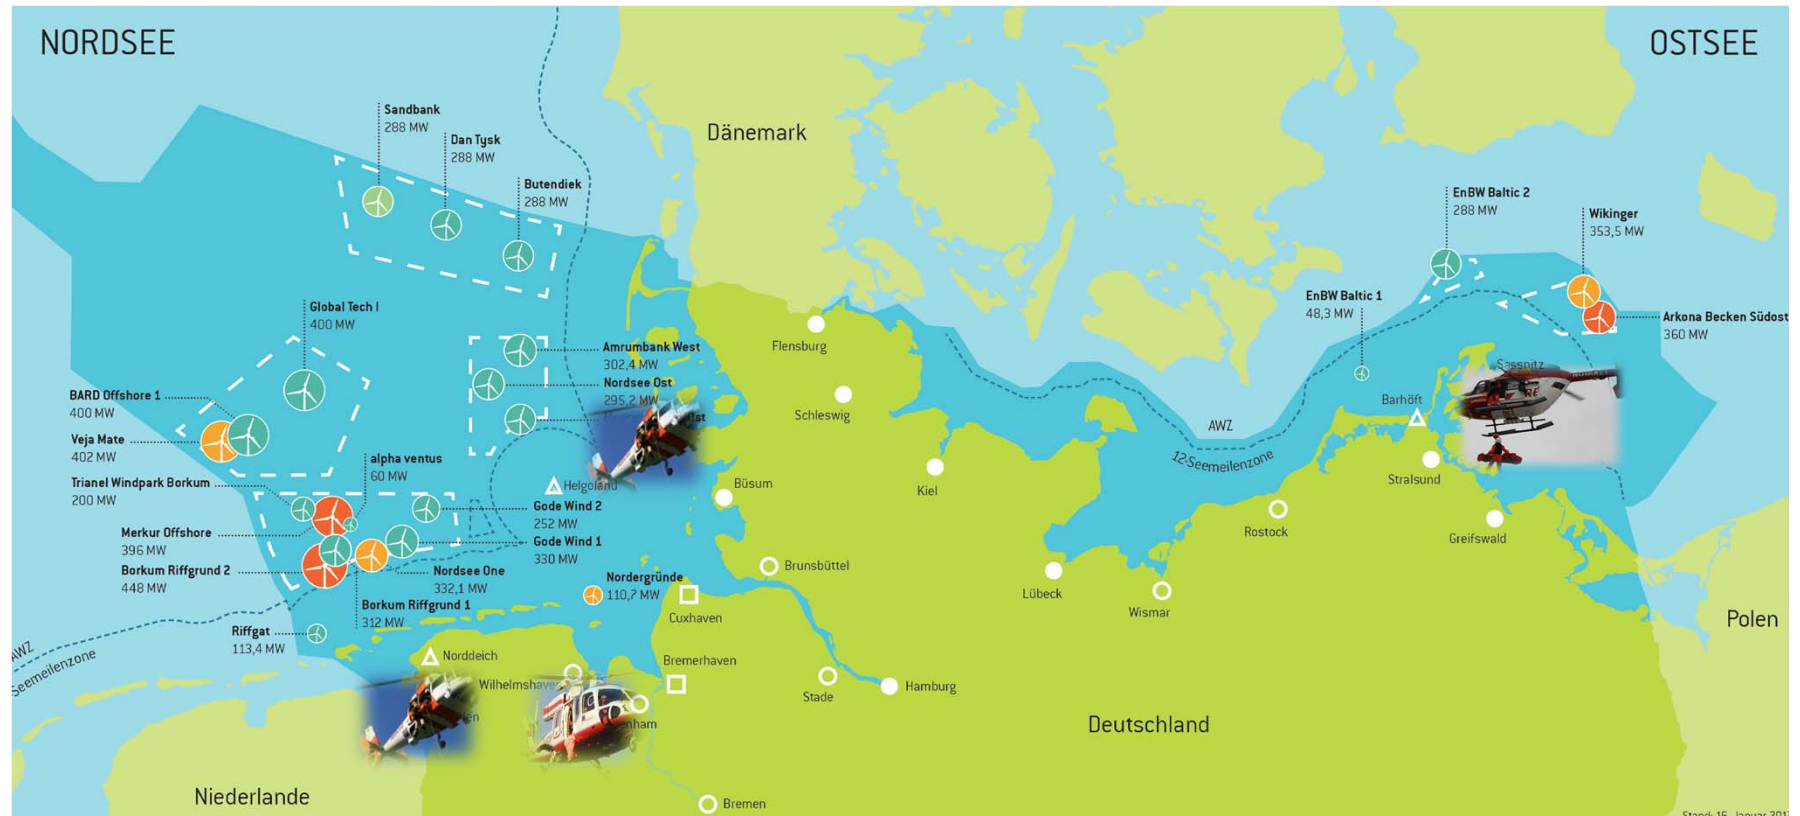 NORDSEE
OSTSEE
Sandbank
288 MW
Dan Tysk
288 MW
Dänemark
Butendiek
288 MW
EnBW Baltic 2
288 MW
Wikinger
353,5 MW
Global Tech I
400 MW
EnBW Baltic 1
48,3 MW
Arkona Becken Südost
360 MW
Flensburg
Amrumbank West
302,4 MW
Nordsee Ost
295,2 MW
Sassnitz
BARD Offshore 1
400 MW
Schleswig
Barhöft
Veja Mate
402 MW
AWZ
12-Seemeilenzone
alpha ventus
60 MW
Trianel Windpark Borkum
200 MW
Helgoland
Büsum
Kiel
Stralsund
Gode Wind 2
252 MW
Rostock
Greifswald
Merkur Offshore
396 MW
Gode Wind 1
330 MW
Borkum Riffgrund 2
448 MW
Nordsee One
332,1 MW
Brunsbüttel
Nordergründe
110,7 MW
Lübeck
Wismar
Borkum Riffgrund 1
312 MW
Cuxhaven
Polen
Riffgat
113,4 MW
AWZ
Seemeilenzone
Norddeich
Bremerhaven
Wilhelmshave
Stade
Hamburg
Deutschland
Niederlande
Bremen